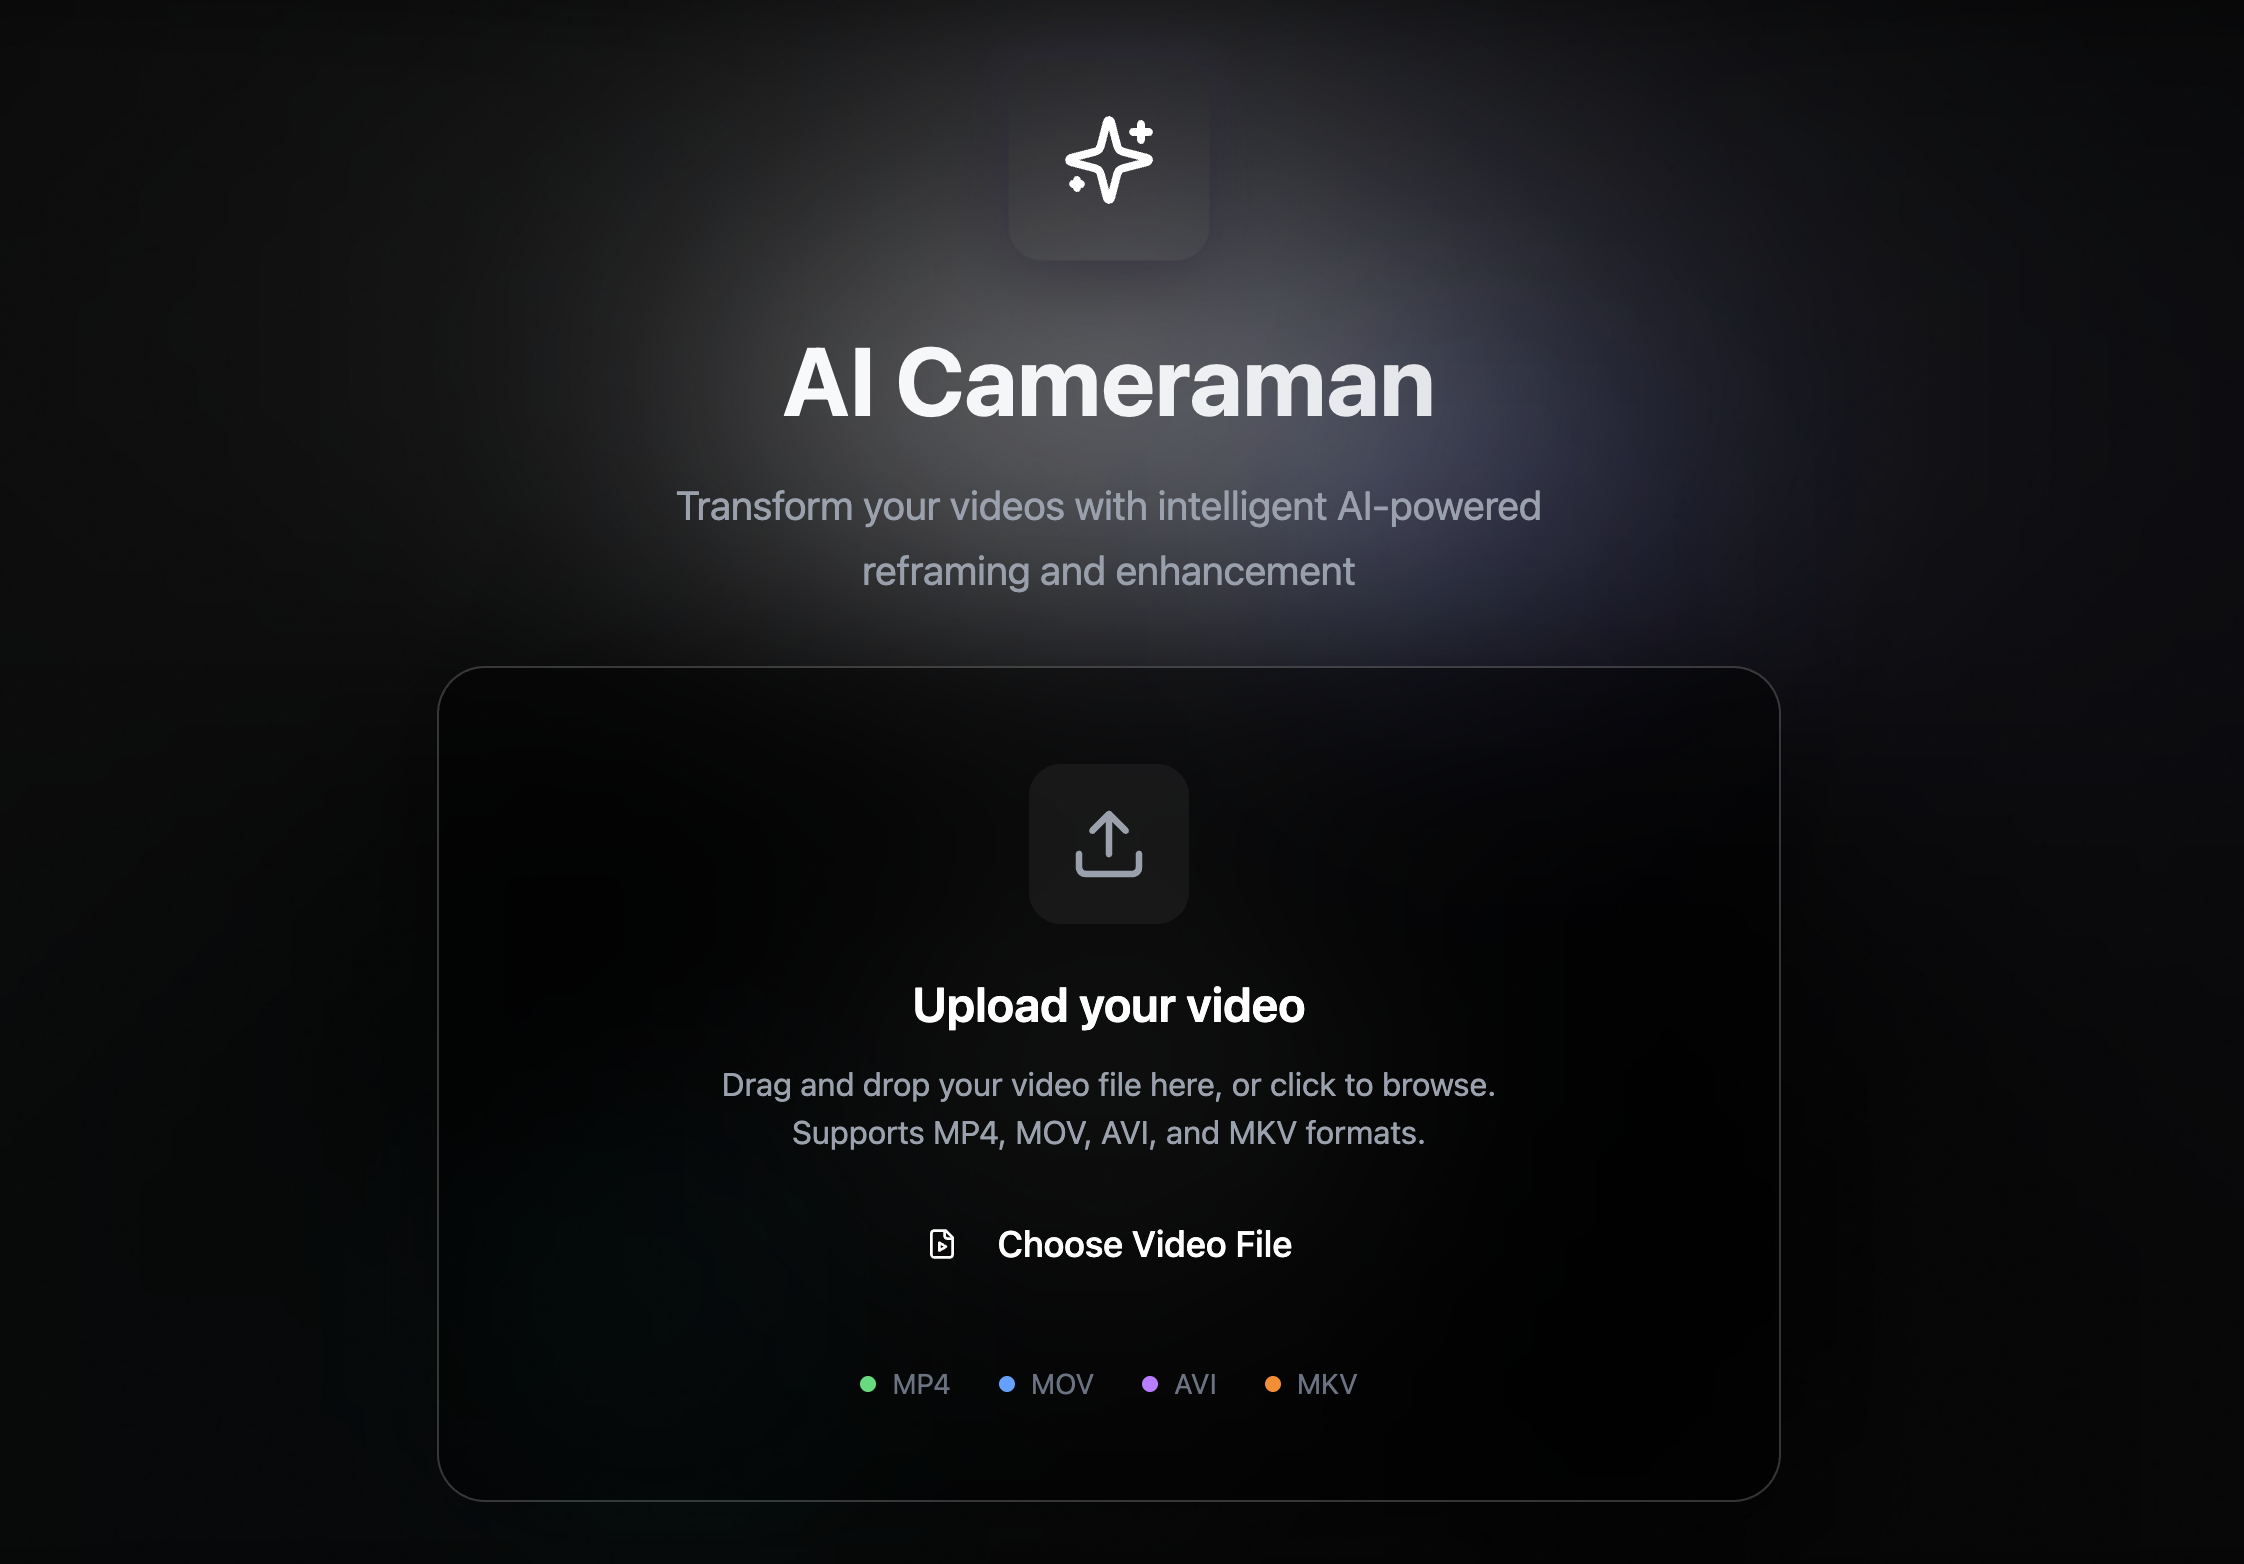 AI Cameraman
Transform your videos with intelligent AI-powered
reframing and enhancement
Upload your video
Drag and drop your video file here, or click to browse.
Supports MP4, MOV, AVI, and MKV formats.
Choose Video File
MP4 MOV AVI MKV